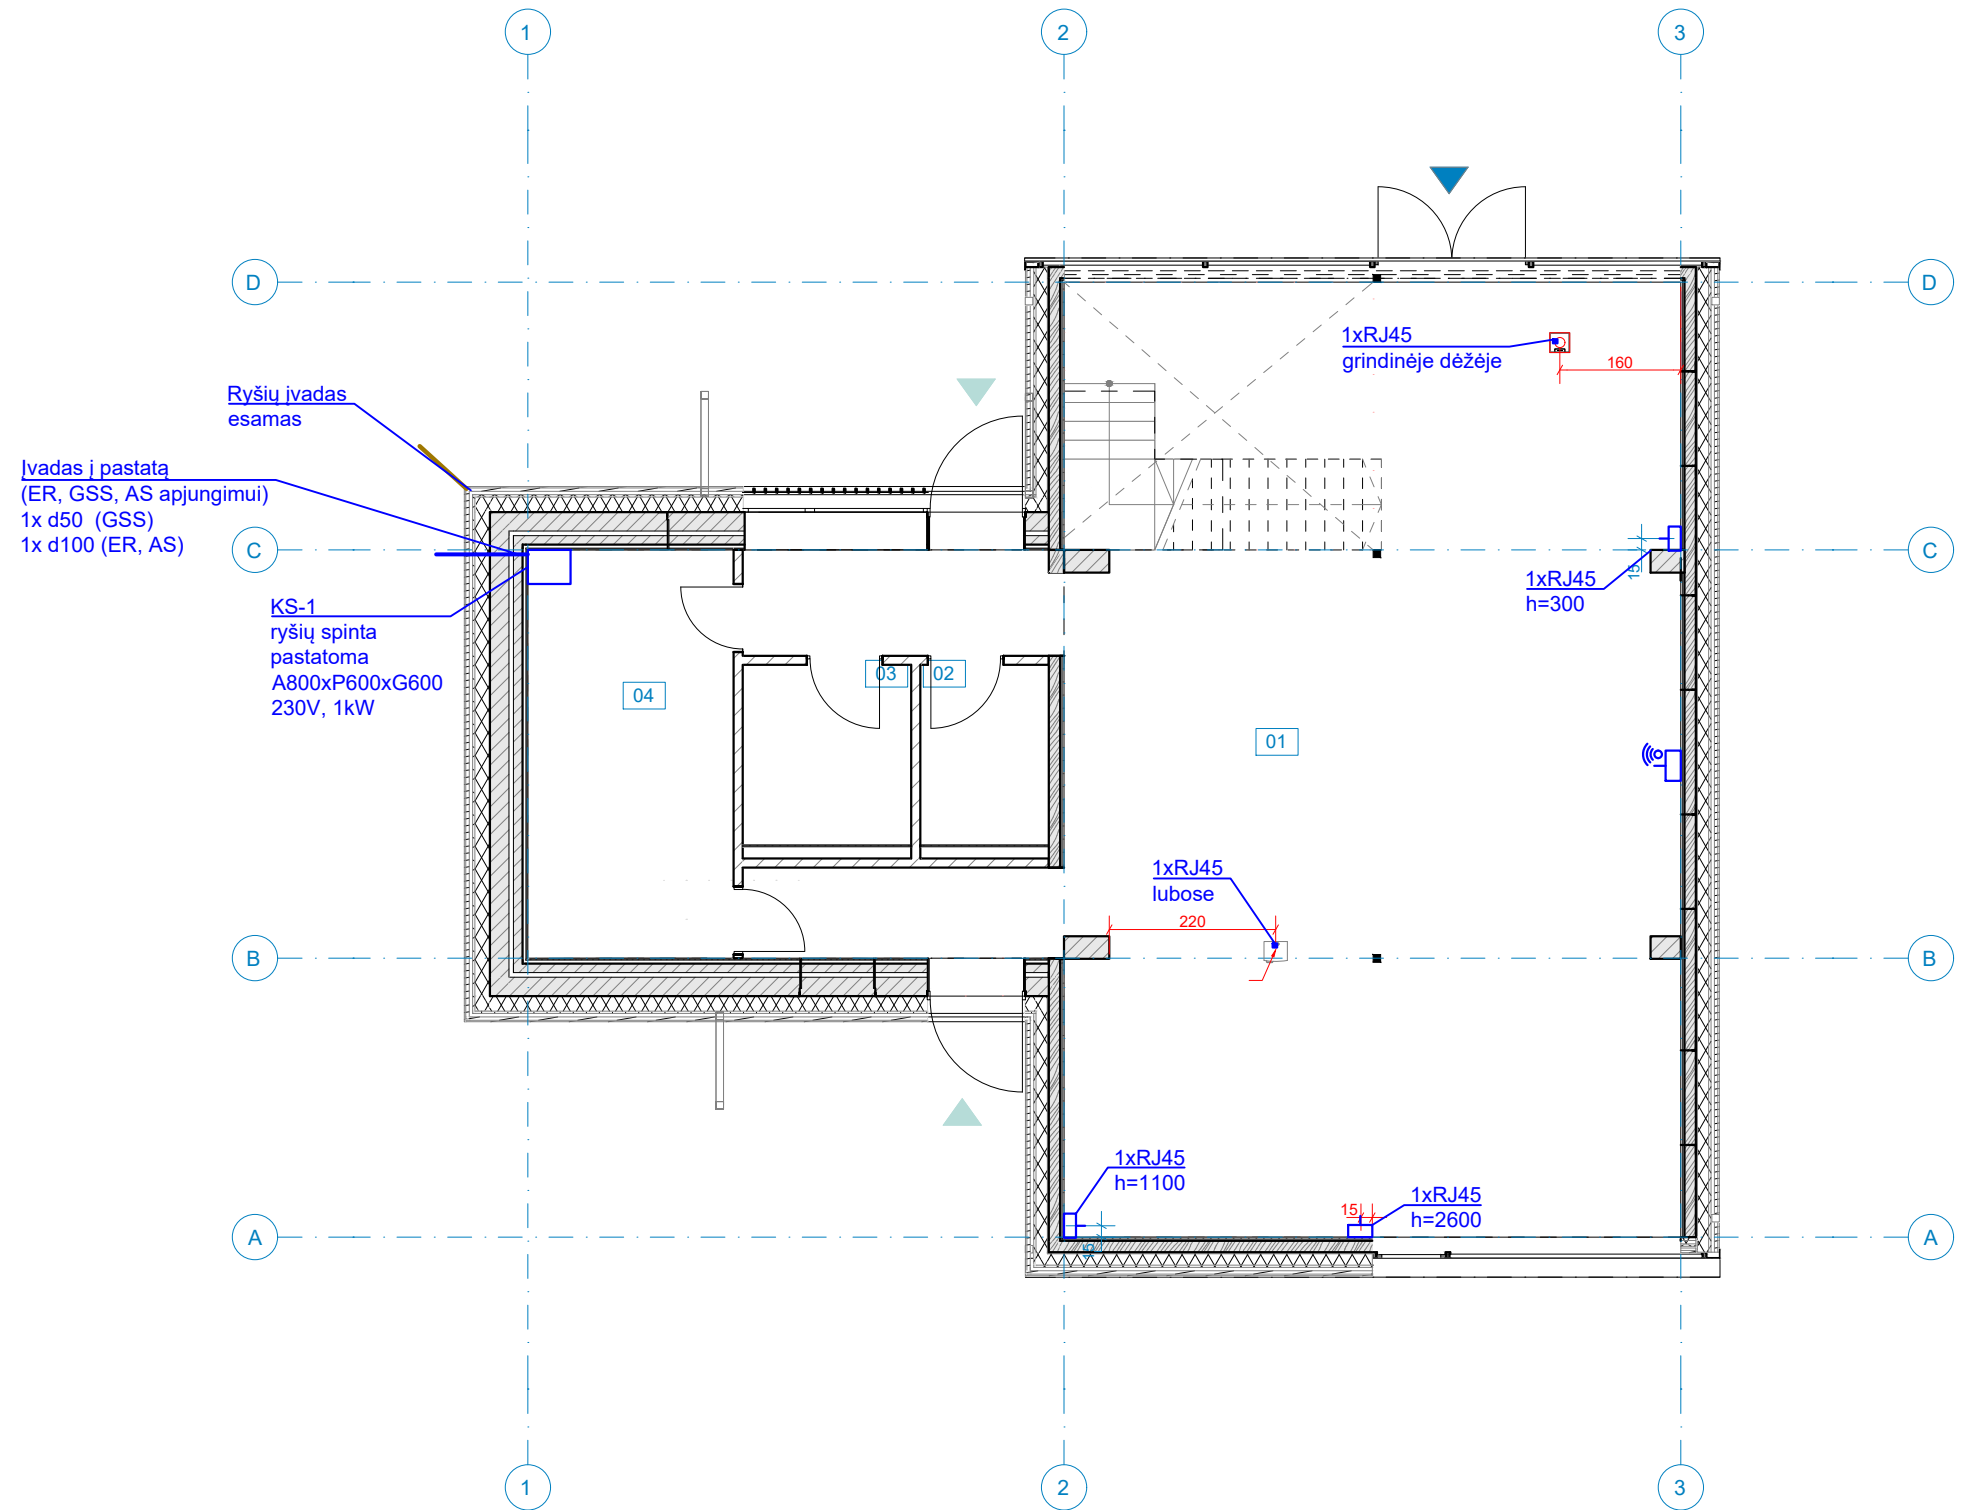 1
2
3
D
D
1xRJ45
grindinėje dėžėje
160
Ryšių įvadas
esamas
Įvadas į pastatą
(ER, GSS, AS apjungimui)
1x d50 (GSS)
1x d100 (ER, AS)
C
C
15
1xRJ45
h=300
KS-1
ryšių spinta
pastatoma
A800xP600xG600
230V, 1kW
03
02
04
01
1xRJ45
lubose
220
B
B
1xRJ45
h=1100
15
15
1xRJ45
h=2600
A
A
1
2
3